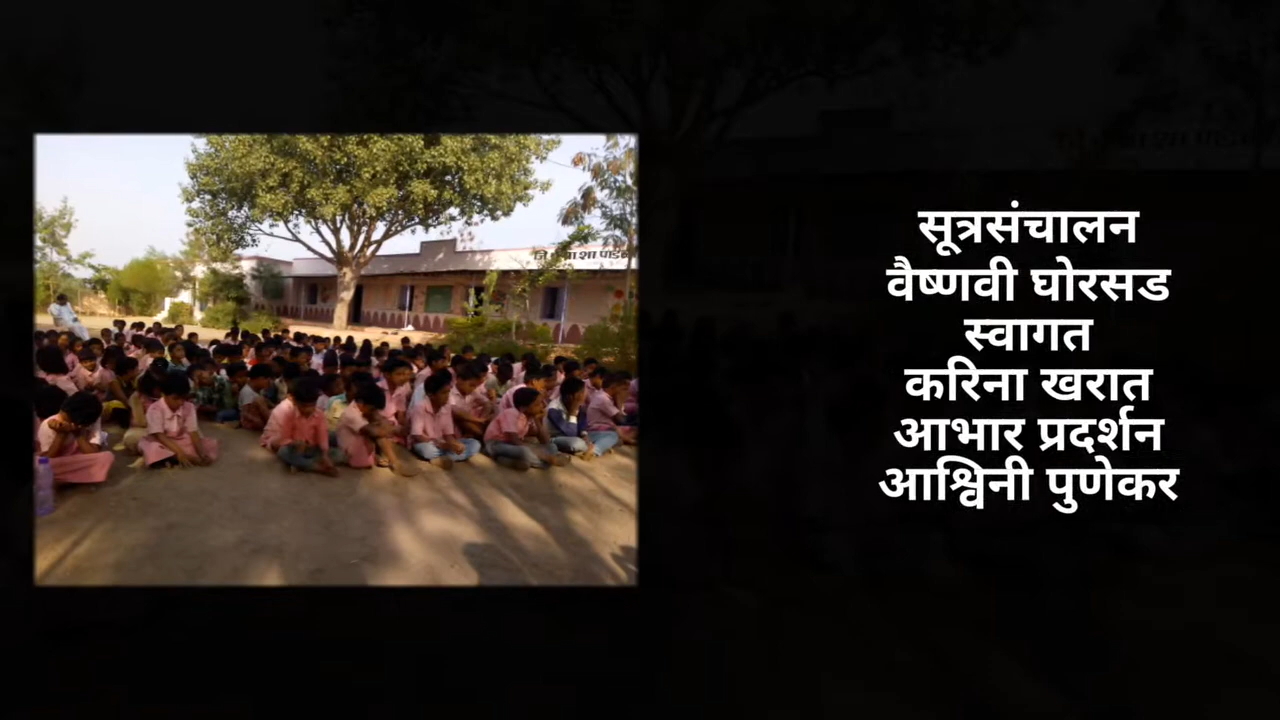 सूत्रसंचालन
वैष्णवी घोरसड
स्वागत
करिना खरात
आभार प्रदर्शन
आश्विनी पुणेकर